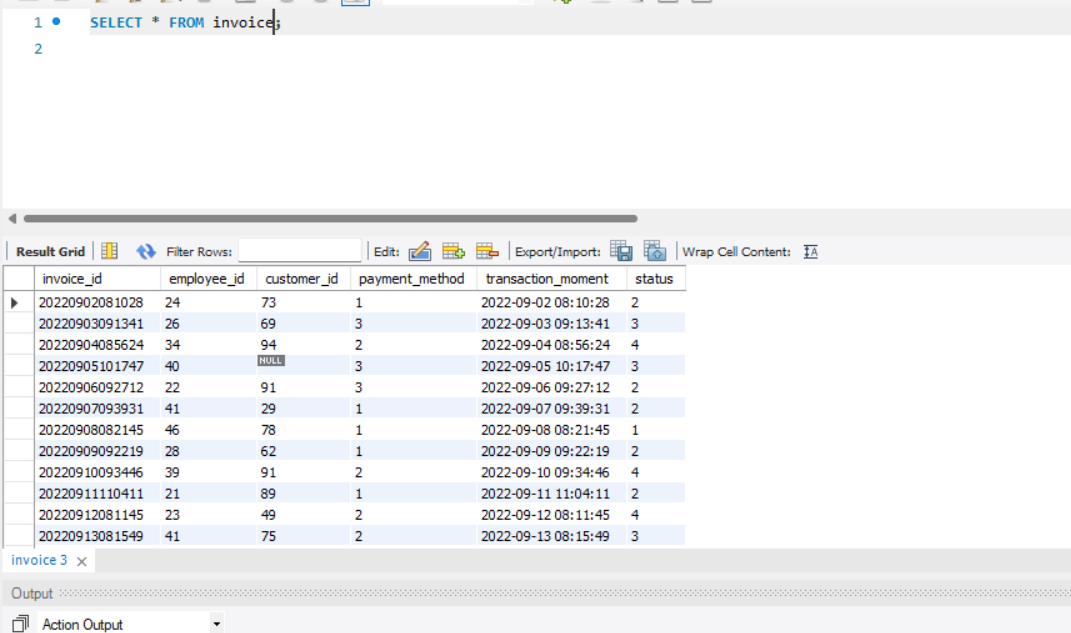 1 SELECT * FROM invoice;
2
Result Grid Filter Rows: Edit: Export/Import: Wrap Cell Content: IA
invoice_id employee_id customer_id payment_method transaction_moment status
20220902081028 24 73 1 2022-09-02 08:10:28 2
20220903091341 26 69 3 2022-09-03 09:13:41 3
20220904085624 34 94 2 2022-09-04 08:56:24 4
20220905101747 40 NULL 3 2022-09-05 10:17:47 3
20220906092712 22 91 3 2022-09-06 09:27:12 2
20220907093931 41 29 1 2022-09-07 09:39:31 2
20220908082145 46 78 1 2022-09-08 08:21:45 1
20220909092219 28 62 1 2022-09-09 09:22:19 2
20220910093446 39 91 2 2022-09-10 09:34:46 4
20220911110411 21 89 1 2022-09-11 11:04:11 2
20220912081145 23 49 2 2022-09-12 08:11:45 4
20220913081549 41 75 2 2022-09-13 08:15:49 3
invoice 3
Output
Action Output